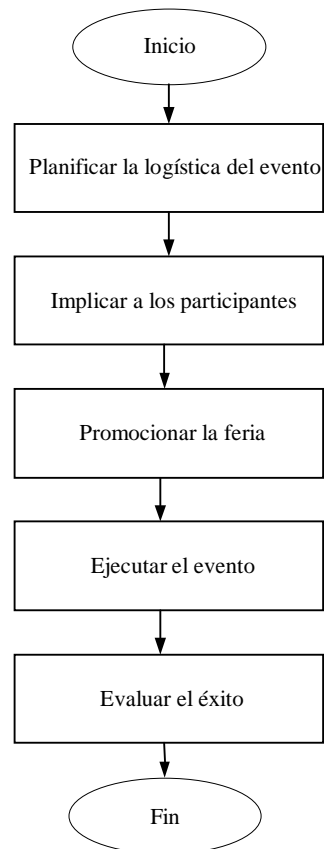 Inicio
Planificar la logística del evento
Implicar a los participantes
Promocionar la feria
Ejecutar el evento
Evaluar el éxito
Fin